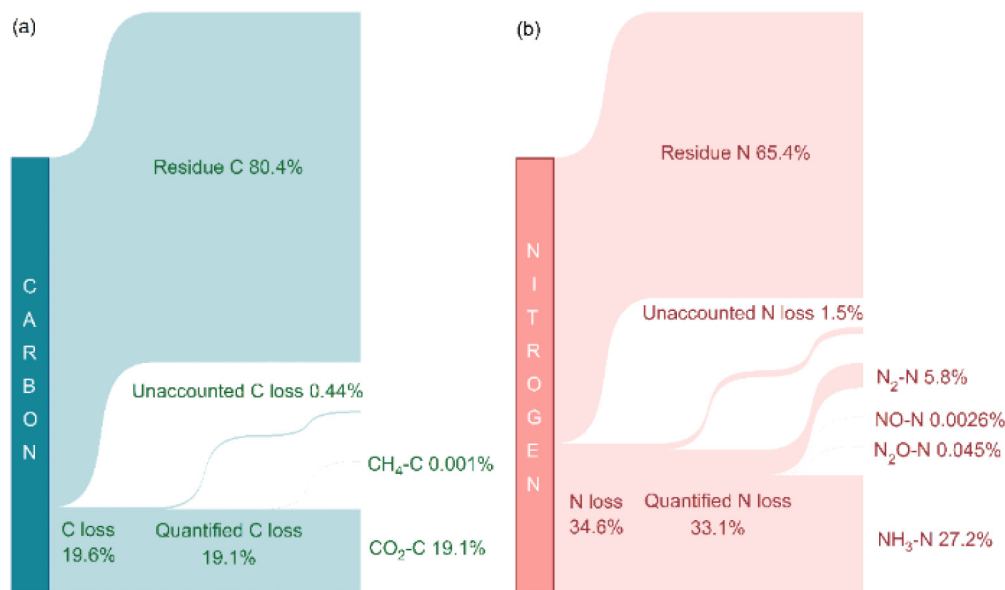 (a)
Residue C 80.4%
CARBON
Unaccounted C loss 0.44%
CH₄-C 0.001%
C loss
19.6%
Quantified C loss
19.1%
CO₂-C 19.1%
(b)
Residue N 65.4%
NITROGEN
Unaccounted N loss 1.5%
N₂-N 5.8%
NO-N 0.0026%
N₂O-N 0.045%
N loss
34.6%
Quantified N loss
33.1%
NH₃-N 27.2%